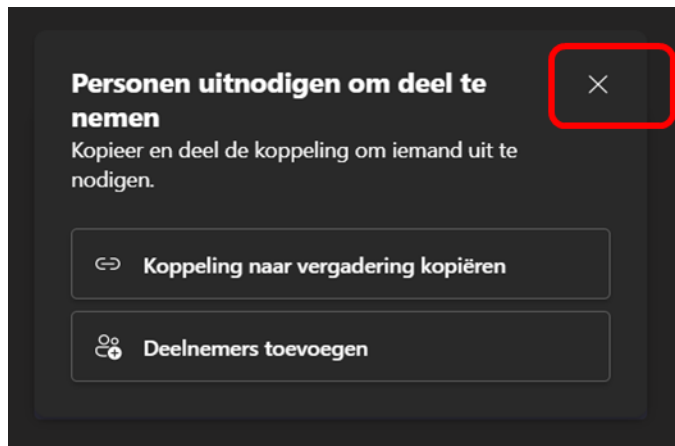 Personen uitnodigen om deel te
nemen
Kopieer en deel de koppeling om iemand uit te
nodigen.
Koppeling naar vergadering kopiëren
Deelnemers toevoegen